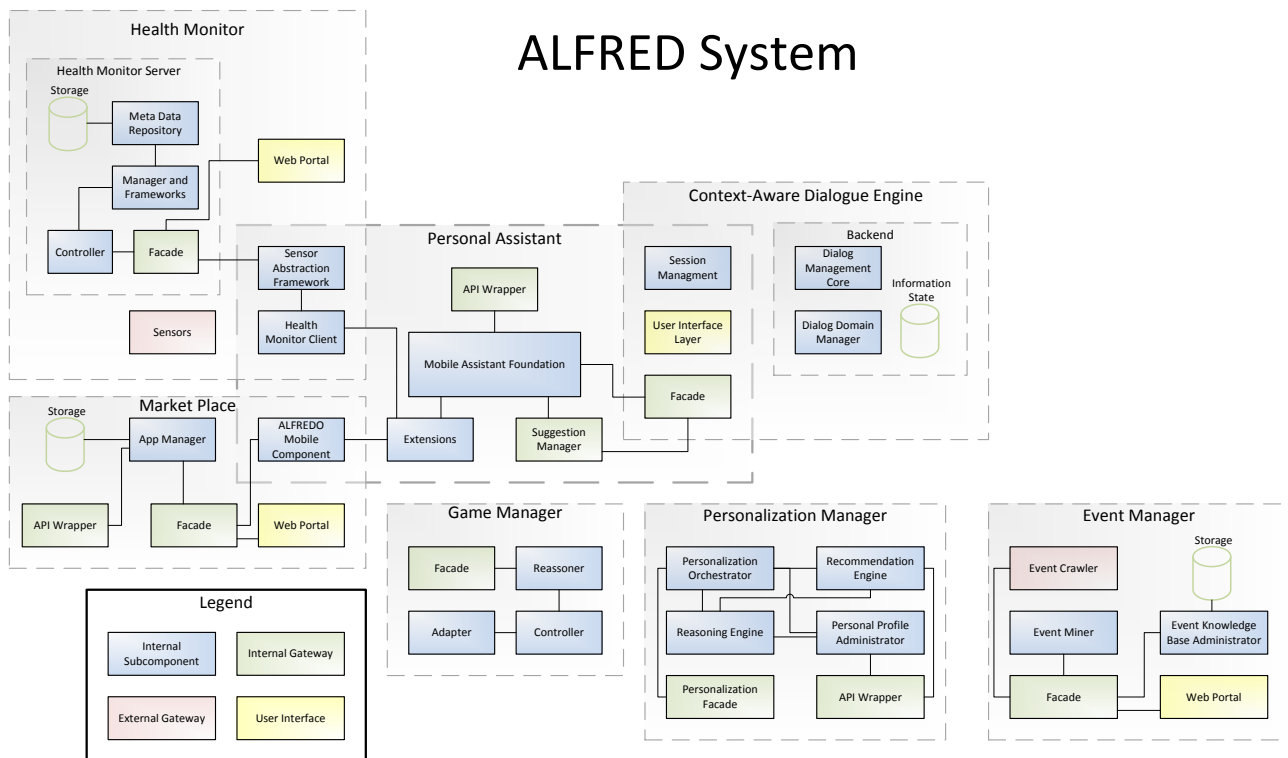 ALFRED System
Health Monitor
Health Monitor Server
Storage
Meta Data
Repository
Manager and
Frameworks
Controller
Facade
Web Portal
Sensors
Personal Assistant
Sensor
Abstraction
Framework
Health
Monitor Client
API Wrapper
Mobile Assistant Foundation
Extensions
Suggestion
Manager
ALFREDO
Mobile
Component
Context-Aware Dialogue Engine
Session
Managment
User Interface
Layer
Facade
Backend
Dialog
Management
Core
Information
State
Dialog Domain
Manager
Market Place
Storage
App Manager
API Wrapper
Facade
Web Portal
Game Manager
Facade
Reassoner
Adapter
Controller
Personalization Manager
Personalization
Orchestrator
Recommendation
Engine
Reasoning Engine
Personal Profile
Administrator
Personalization
Facade
API Wrapper
Event Manager
Storage
Event Crawler
Event Miner
Event Knowledge
Base Administrator
Facade
Web Portal
Legend
Internal
Subcomponent
Internal Gateway
External Gateway
User Interface